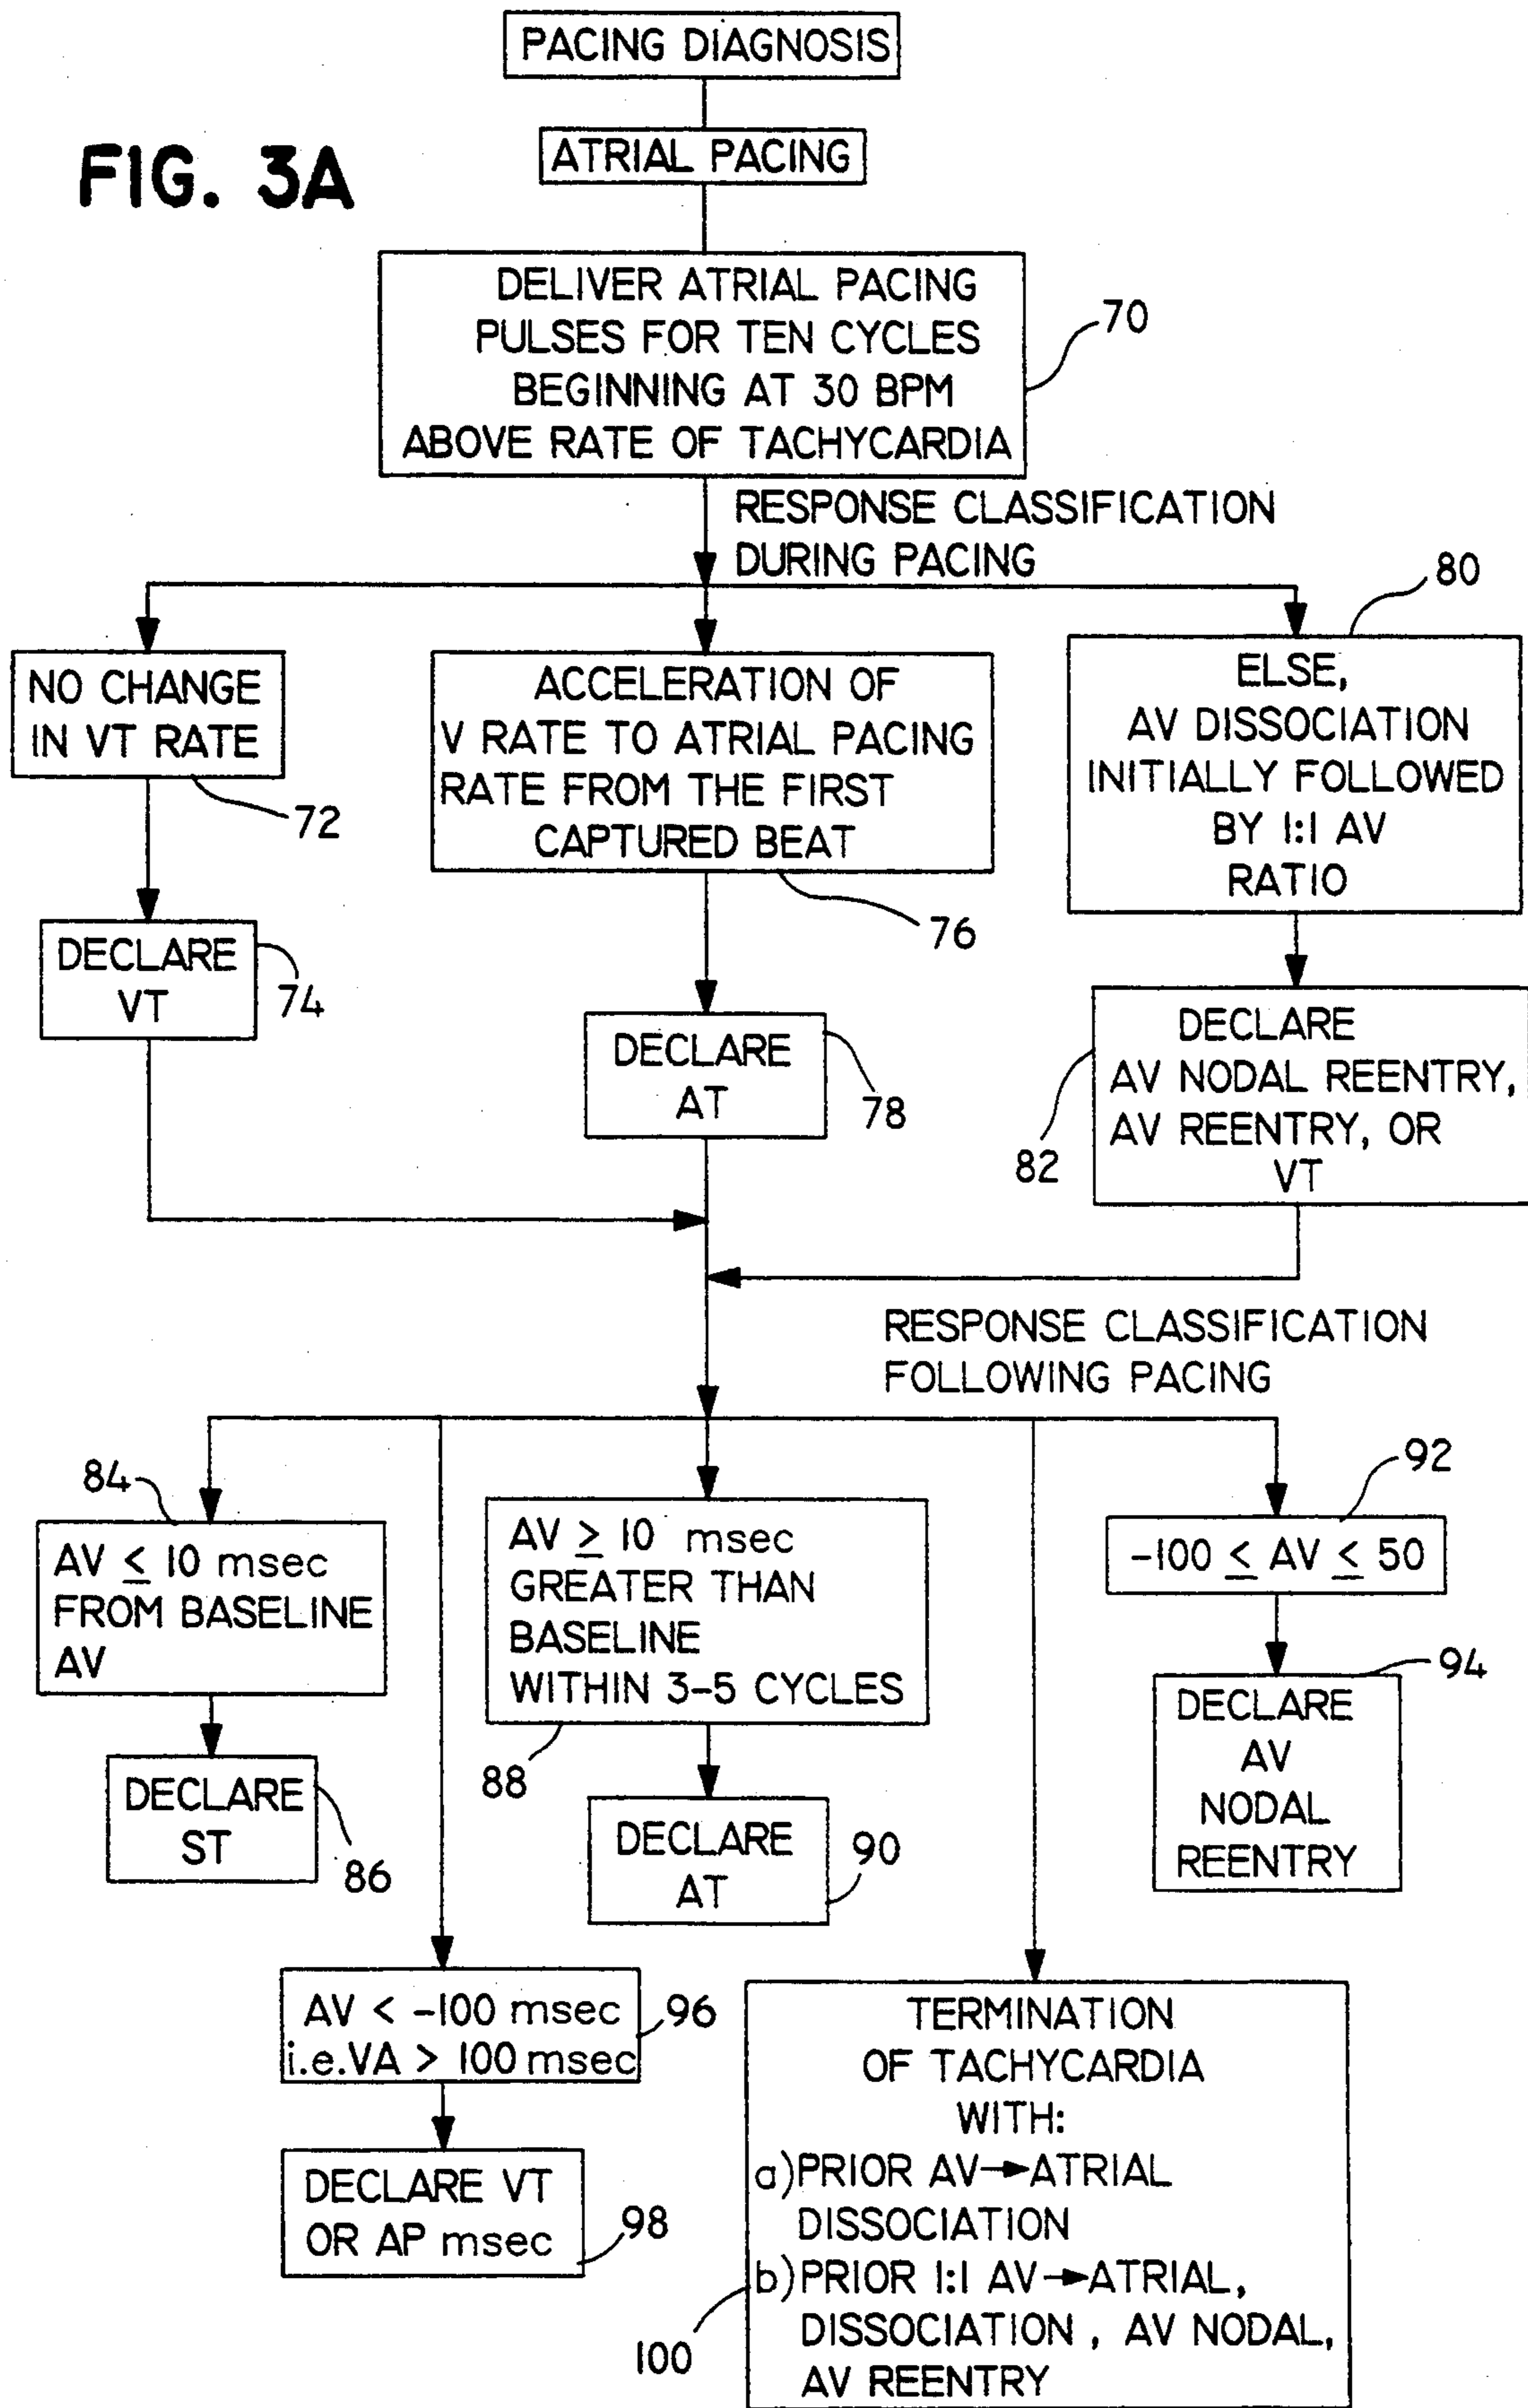 PACING DIAGNOSIS
FIG. 3A
ATRIAL PACING
DELIVER ATRIAL PACING
PULSES FOR TEN CYCLES
BEGINNING AT 30 BPM
ABOVE RATE OF TACHYCARDIA
70
RESPONSE CLASSIFICATION
DURING PACING
NO CHANGE
IN VT RATE
72
DECLARE
VT
74
ACCELERATION OF
V RATE TO ATRIAL PACING
RATE FROM THE FIRST
CAPTURED BEAT
76
DECLARE
AT
78
80
ELSE,
AV DISSOCIATION
INITIALLY FOLLOWED
BY 1:1 AV
RATIO
DECLARE
AV NODAL REENTRY,
AV REENTRY, OR
VT
82
RESPONSE CLASSIFICATION
FOLLOWING PACING
84
AV ≤ 10 msec
FROM BASELINE
AV
DECLARE
ST
86
AV ≥ 10 msec
GREATER THAN
BASELINE
WITHIN 3-5 CYCLES
88
DECLARE
AT
90
92
-100 ≤ AV ≤ 50
94
DECLARE
AV
NODAL
REENTRY
AV < -100 msec
i.e.VA > 100 msec
96
DECLARE VT
OR AP msec
98
TERMINATION
OF TACHYCARDIA
WITH:
a)PRIOR AV→ATRIAL
DISSOCIATION
b)PRIOR 1:1 AV→ATRIAL,
DISSOCIATION , AV NODAL,
AV REENTRY
100